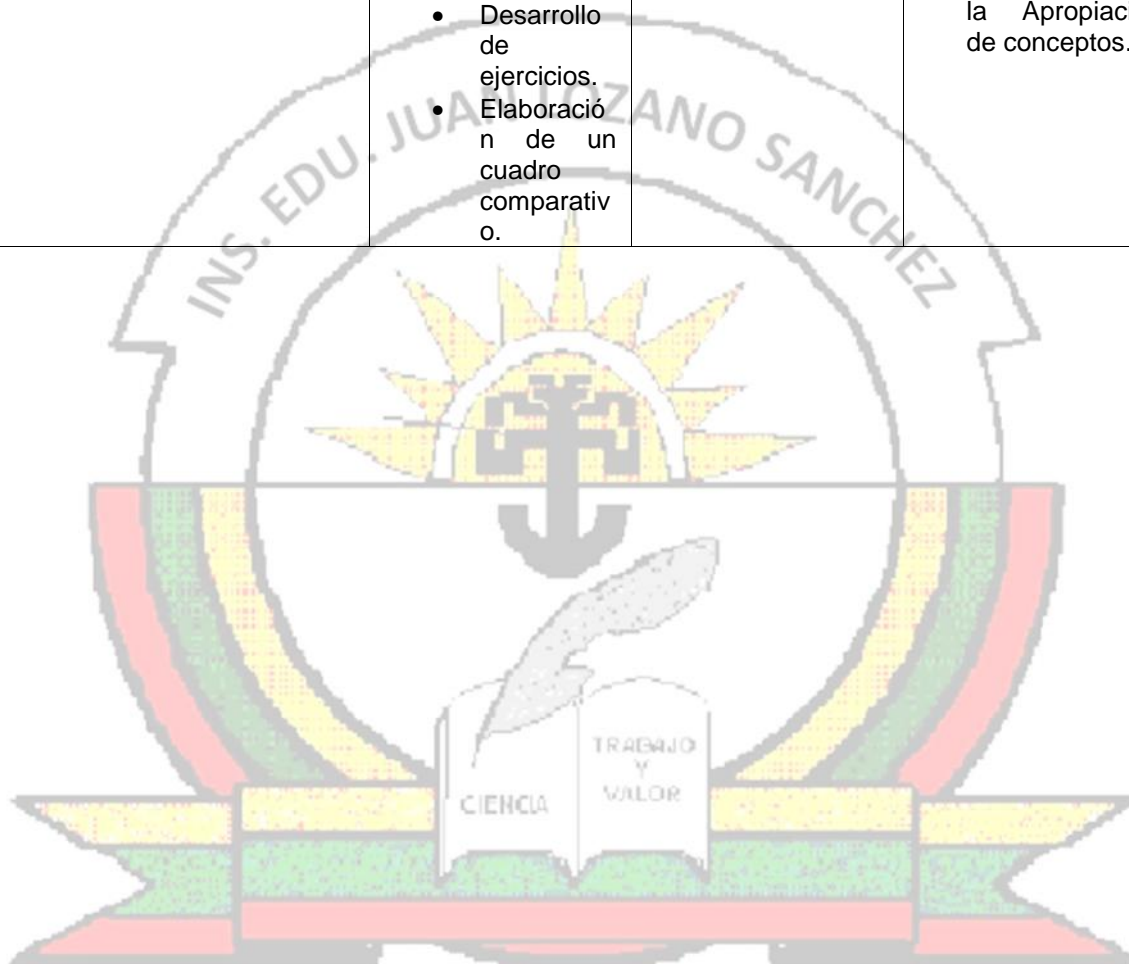 • Desarrollo
de
ejercicios.
• Elaboració
n de un
cuadro
comparativ
o.
la Apropiaci
de conceptos.
INS. EDU. JUAN LOZANO SANCHEZ
CIENCIA
TRABAJO
Y
VALOR